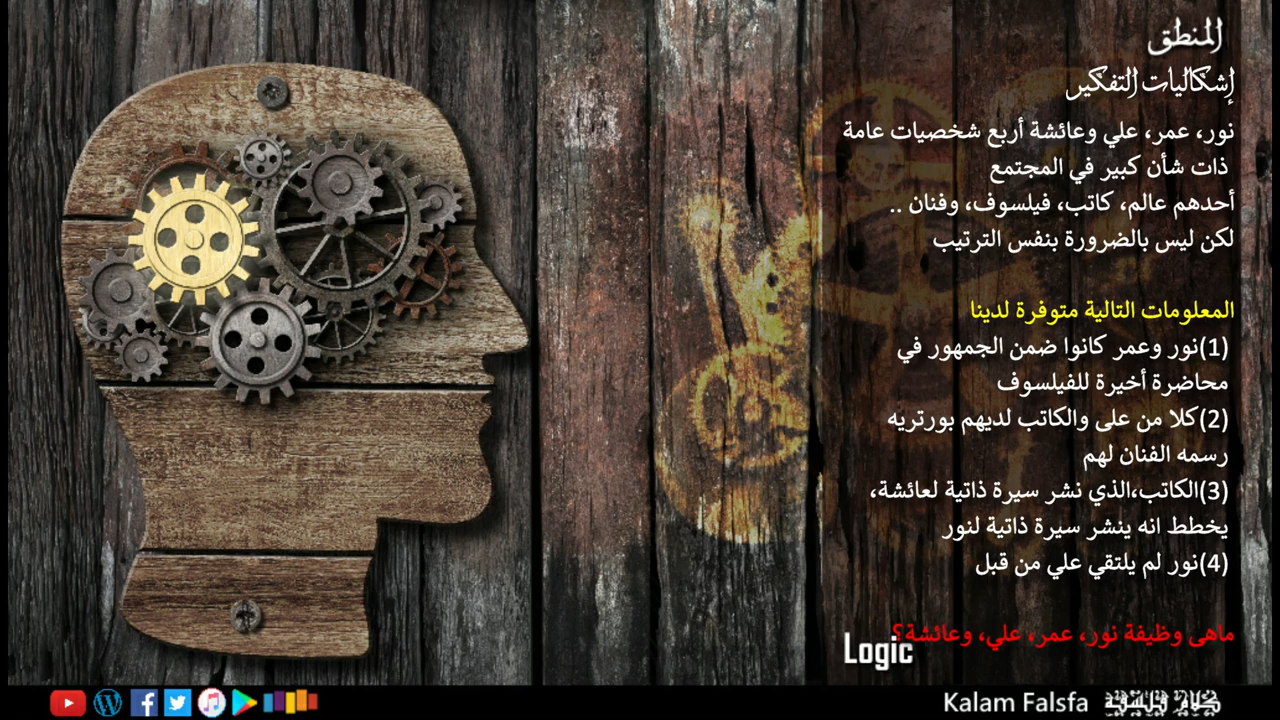 المنطق
إشكاليات التفكير
نور، عمر، علي وعائشة أربع شخصيات عامة
ذات شأن كبير في المجتمع
أحدهم عالم، كاتب، فيلسوف، وفنان ..
لكن ليس بالضرورة بنفس الترتيب
المعلومات التالية متوفرة لدينا
(1)نور وعمر كانوا ضمن الجمهور في
محاضرة أخيرة للفيلسوف
(2)كلا من على والكاتب لديهم بورتريه
رسمه الفنان لهم
(3)الكاتب،الذي نشر سيرة ذاتية لعائشة،
يخطط انه ينشر سيرة ذاتية لنور
(4)نور لم يلتقي علي من قبل
ماهى وظيفة نور، عمر، علي، وعائشة؟
Logic
Kalam Falsfa كلام فلسفة